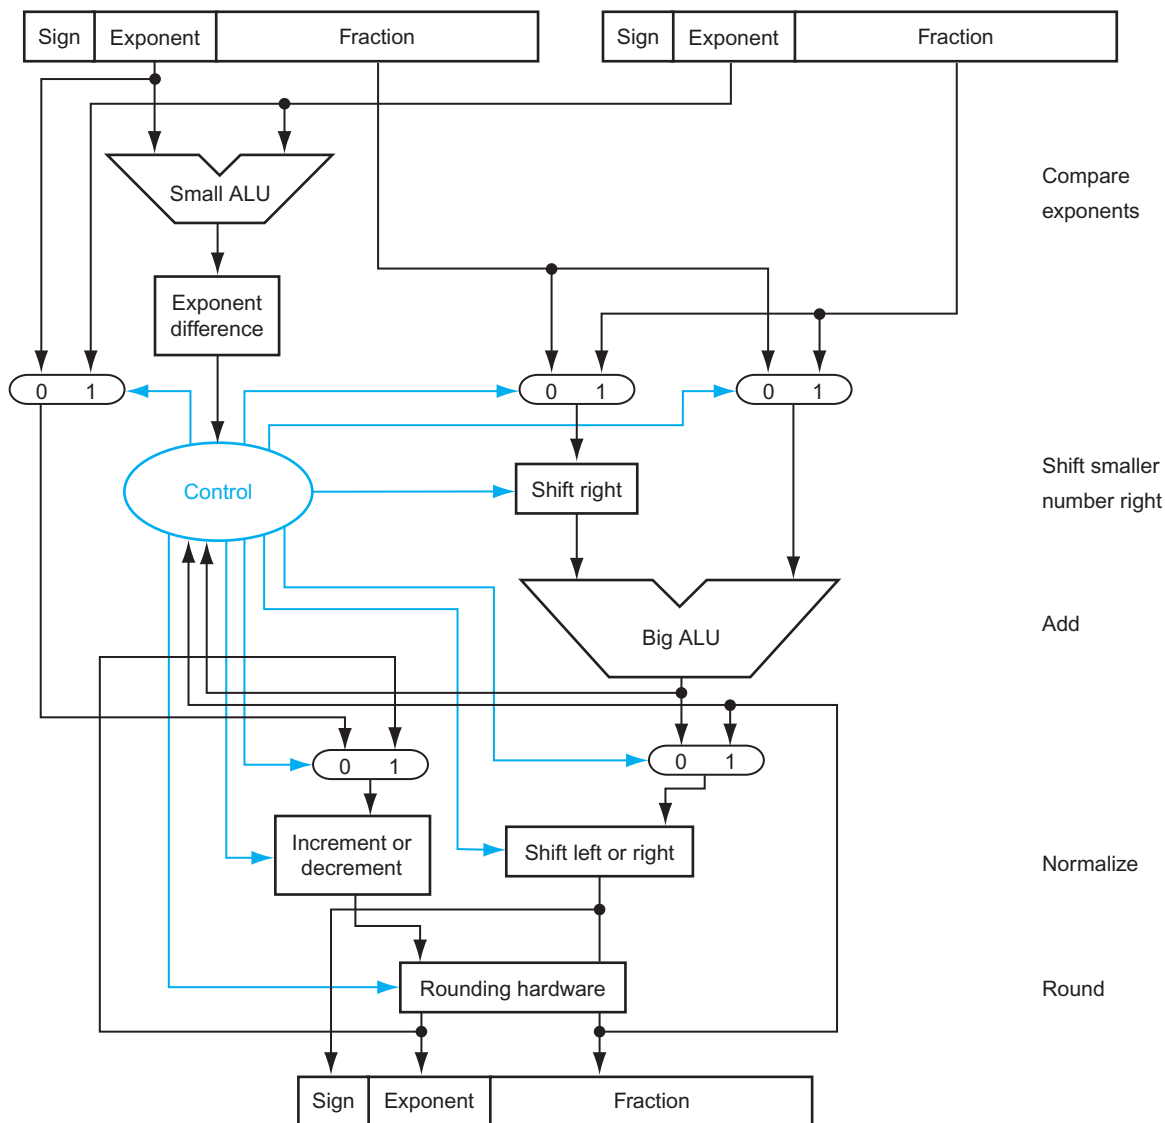 Sign Exponent Fraction Sign Exponent Fraction
Small ALU
Compare
exponents
Exponent
difference
0 1 0 1 0 1
Control
Shift right
Shift smaller
number right
Big ALU
Add
0 1 0 1
Increment or
decrement
Shift left or right
Normalize
Rounding hardware
Round
Sign Exponent Fraction